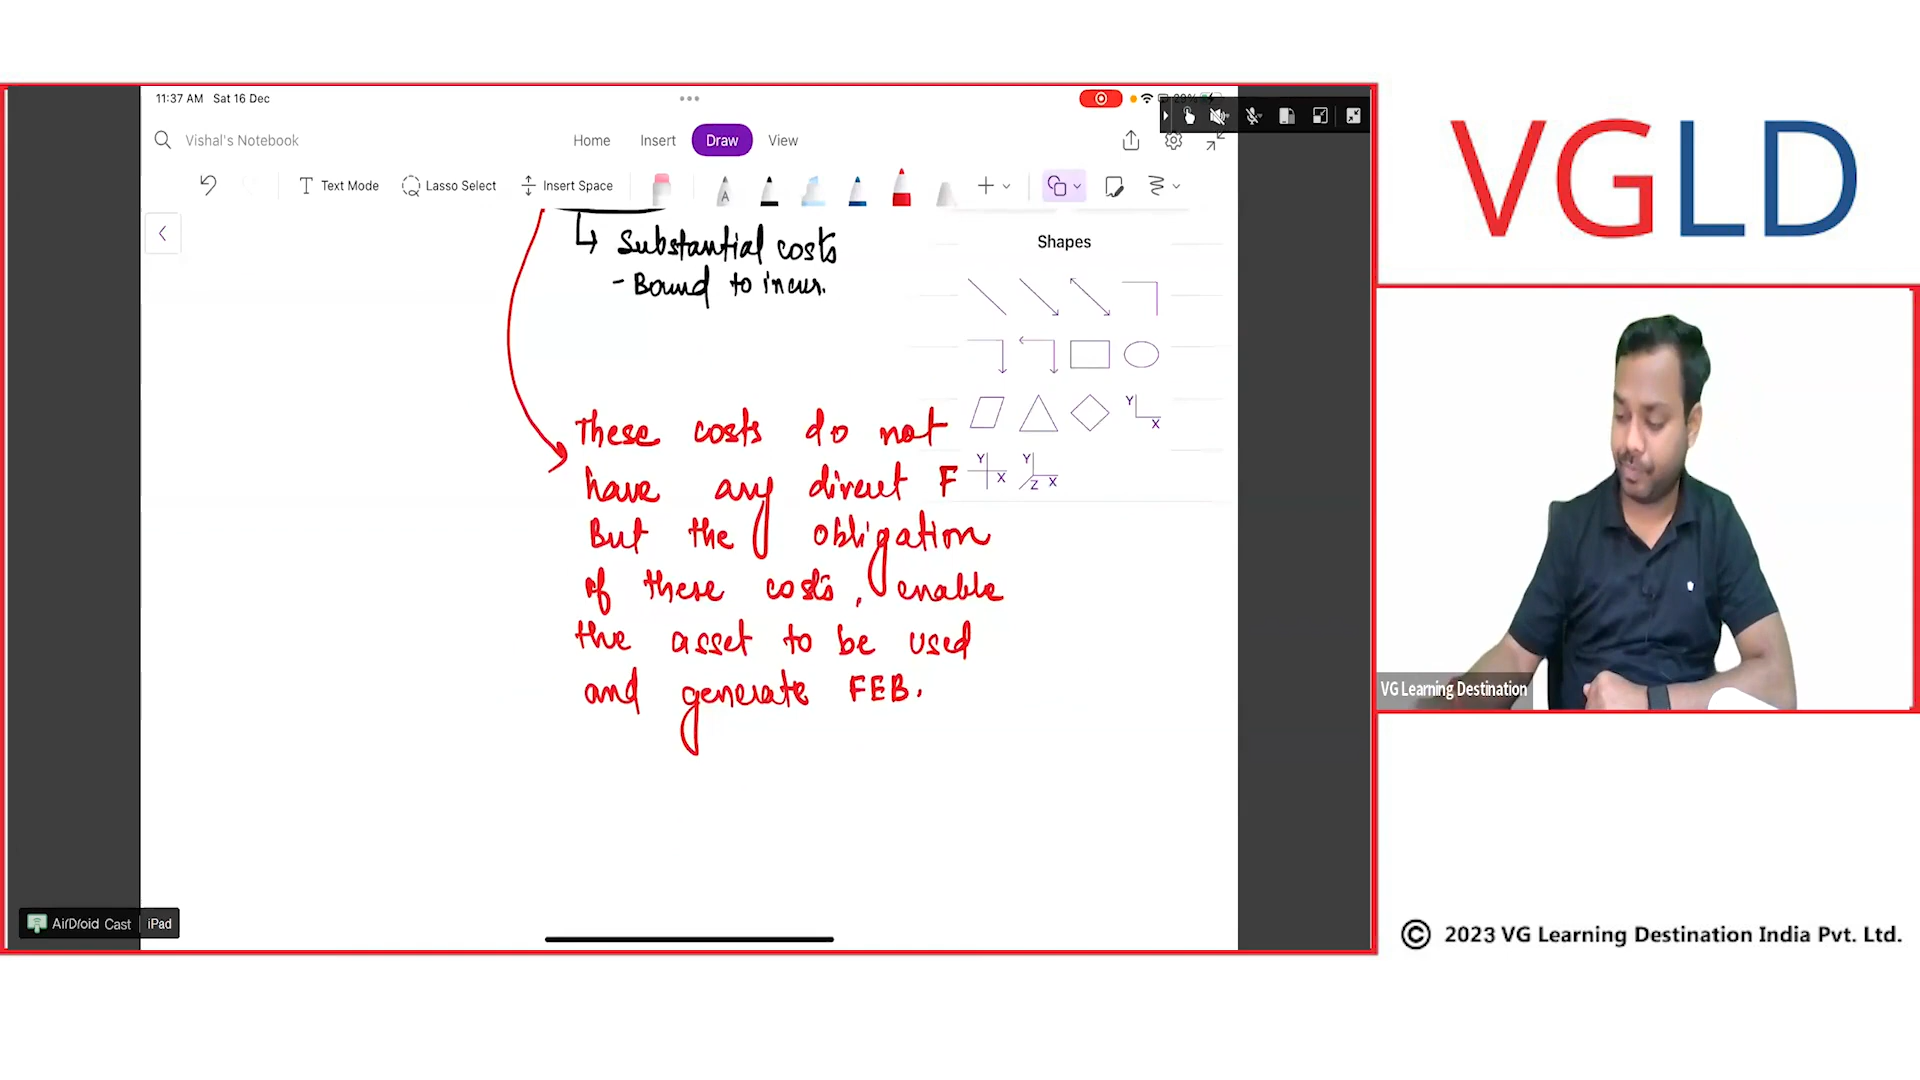 11:37 AM Sat 16 Dec
29%
Vishal's Notebook
Home Insert Draw View
Text Mode Lasso Select Insert Space
A
Substantial costs
- Bound to incur.
Shapes
Y X
Y X Y Z X
These costs do not
have any direct F
But the obligation
of these costs, enable
the asset to be used
and generate FEB.
AirDroid Cast iPad
VGLD
VG Learning Destination
© 2023 VG Learning Destination India Pvt. Ltd.